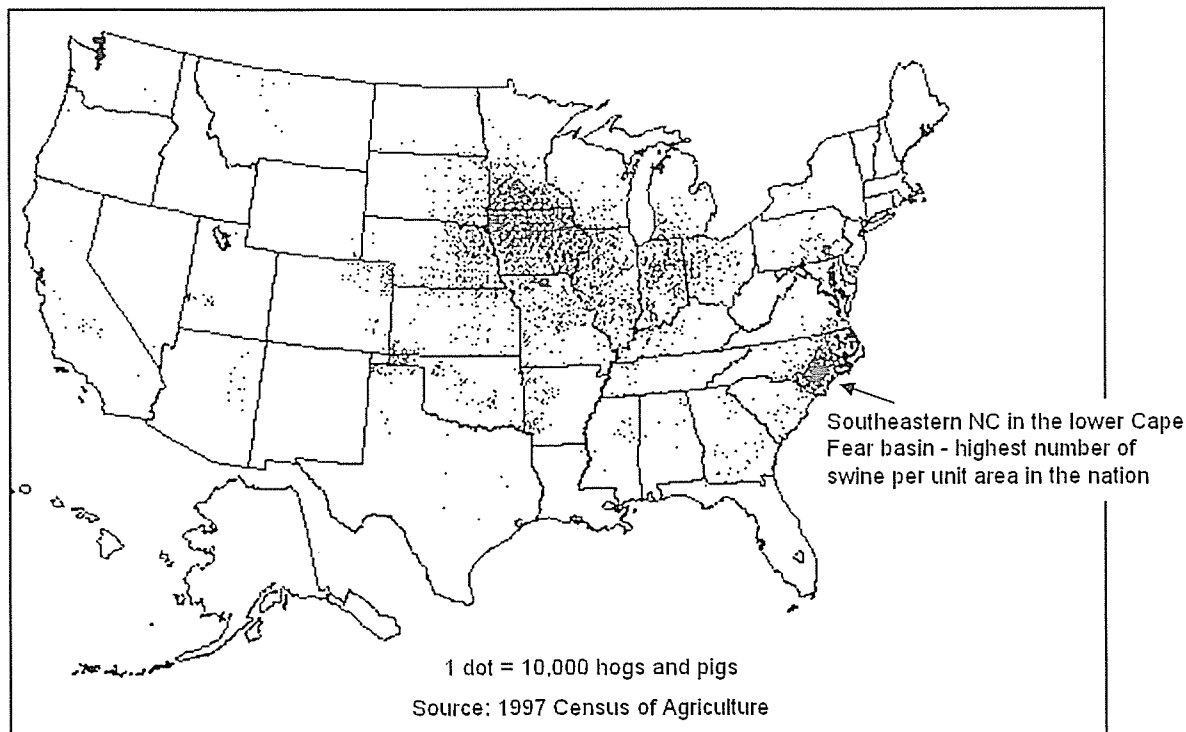 Southeastern NC in the lower Cape
Fear basin - highest number of
swine per unit area in the nation
1 dot = 10,000 hogs and pigs
Source: 1997 Census of Agriculture